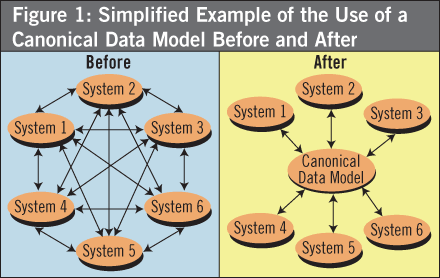 Figure 1: Simplified Example of the Use of a
Canonical Data Model Before and After
Before
System 2
System 1
System 3
System 4
System 6
System 5
After
System 2
System 1
System 3
Canonical
Data Model
System 4
System 6
System 5